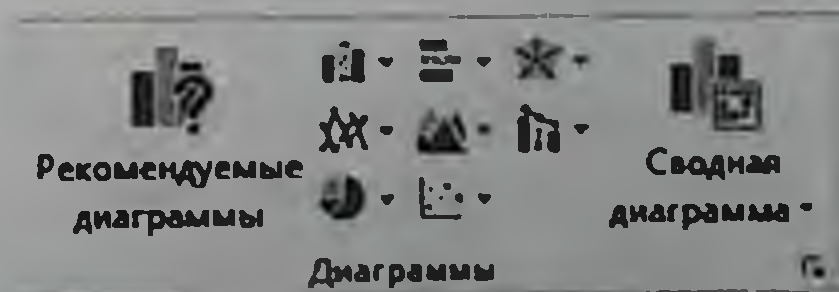 Рекомендуемые
диаграммы
Сводная
диаграмма
Диаграммы